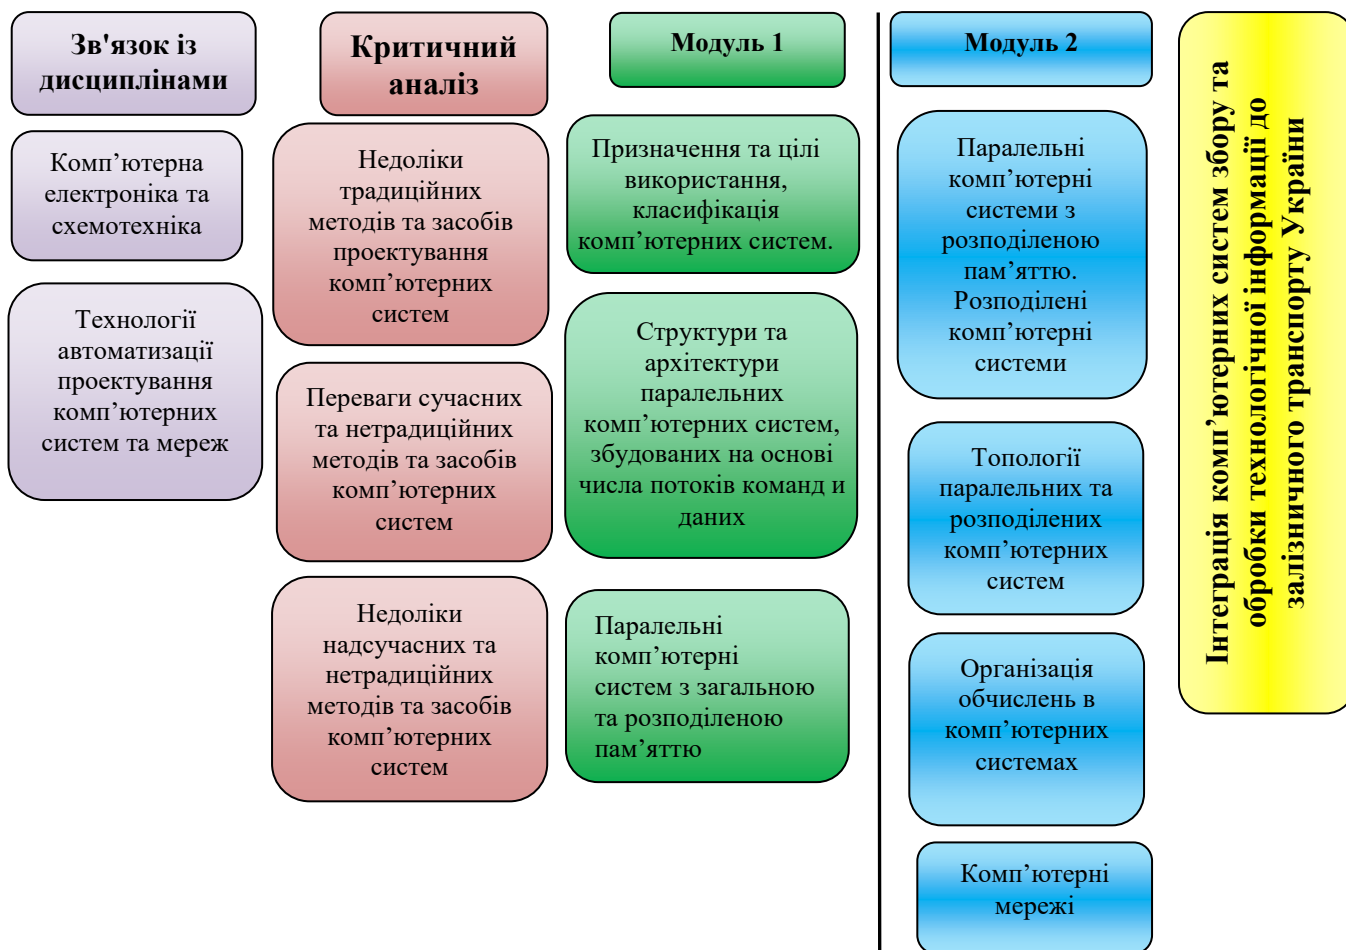 Зв'язок із
дисциплінами
Комп’ютерна
електроніка та
схемотехніка
Технології
автоматизації
проектування
комп’ютерних
систем та мереж
Критичний
аналіз
Недоліки
традиційних
методів та засобів
проектування
комп’ютерних
систем
Переваги сучасних
та нетрадиційних
методів та засобів
комп’ютерних
систем
Недоліки
надсучасних та
нетрадиційних
методів та засобів
комп’ютерних
систем
Модуль 1
Призначення та цілі
використання,
класифікація
комп’ютерних систем.
Структури та
архітектури
паралельних
комп’ютерних систем,
збудованих на основі
числа потоків команд и
даних
Паралельні
комп’ютерні
систем з загальною
та розподіленою
пам’яттю
Модуль 2
Паралельні
комп’ютерні
системи з
розподіленою
пам’яттю.
Розподілені
комп’ютерні
системи
Топології
паралельних та
розподілених
комп’ютерних
систем
Організація
обчислень в
комп’ютерних
системах
Комп’ютерні
мережі
Інтеграція комп’ютерних систем збору та
обробки технологічної інформації до
залізничного транспорту України